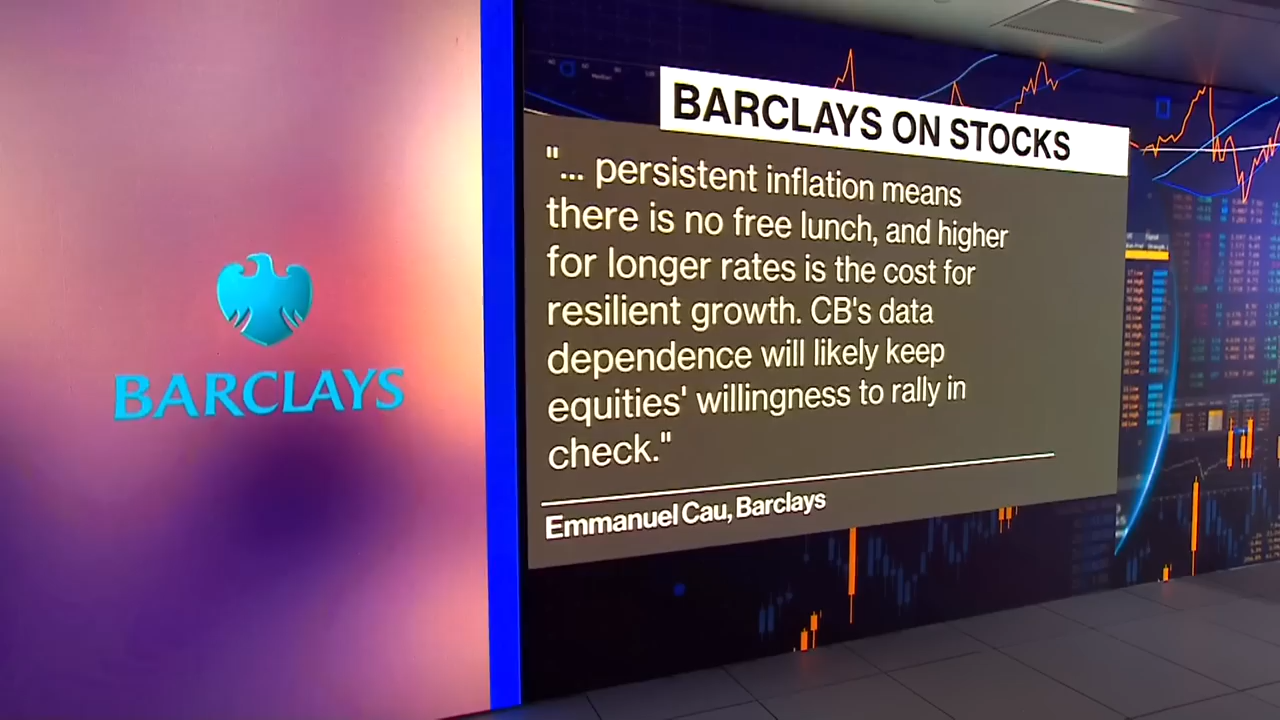 BARCLAYS
BARCLAYS ON STOCKS
"... persistent inflation means
there is no free lunch, and higher
for longer rates is the cost for
resilient growth. CB's data
dependence will likely keep
equities' willingness to rally in
check."
Emmanuel Cau, Barclays